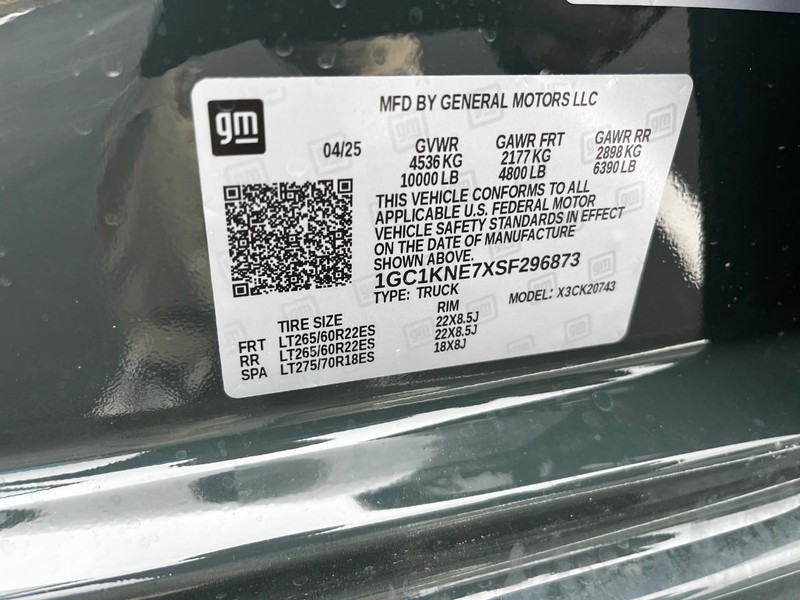 gm
MFD BY GENERAL MOTORS LLC
04/25
GVWR GAWR FRT GAWR RR
4536 KG 2177 KG 2898 KG
10000 LB 4800 LB 6390 LB
THIS VEHICLE CONFORMS TO ALL
APPLICABLE U.S. FEDERAL MOTOR
VEHICLE SAFETY STANDARDS IN EFFECT
ON THE DATE OF MANUFACTURE
SHOWN ABOVE.
1GC1KNE7XSF296873
TYPE: TRUCK MODEL: X3CK20743
TIRE SIZE RIM
FRT LT265/60R22ES 22X8.5J
RR LT265/60R22ES 22X8.5J
SPA LT275/70R18ES 18X8J